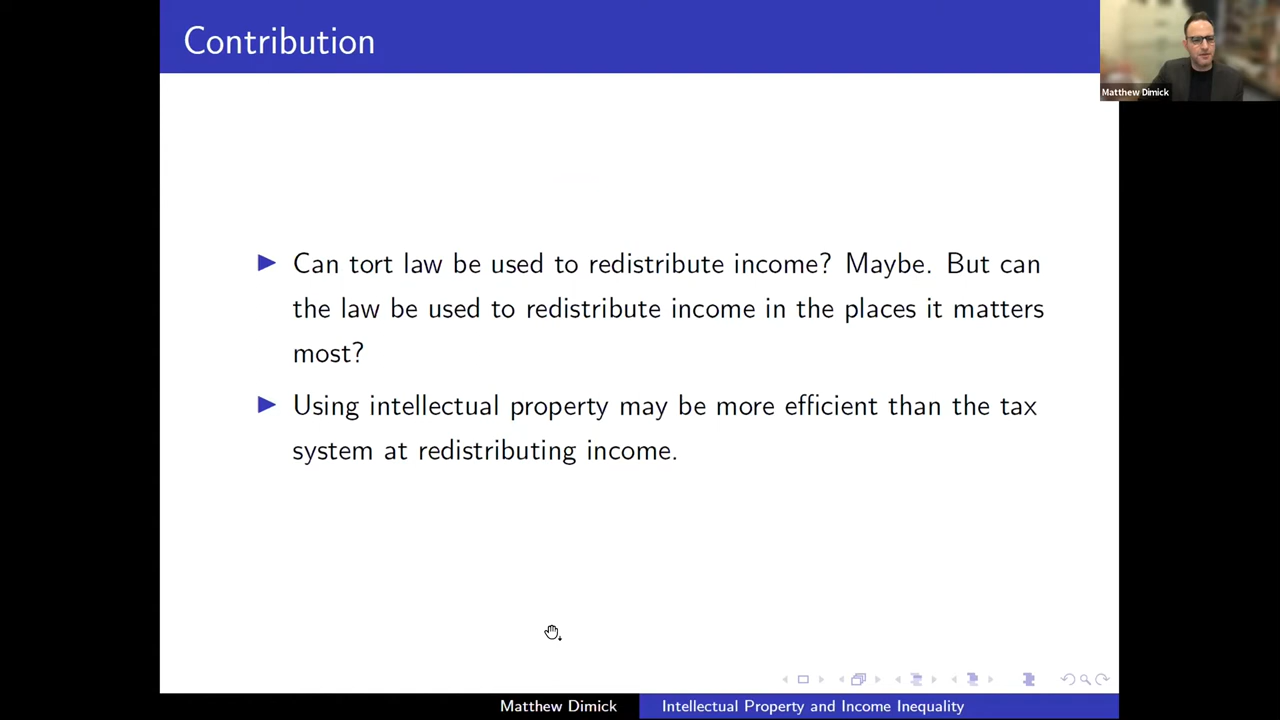 Contribution
Matthew Dimick
Can tort law be used to redistribute income? Maybe. But can
the law be used to redistribute income in the places it matters
most?
Using intellectual property may be more efficient than the tax
system at redistributing income.
Matthew Dimick
Intellectual Property and Income Inequality